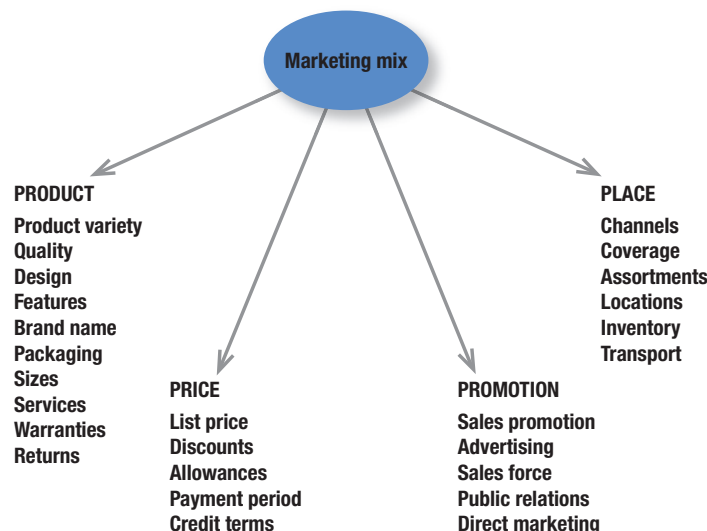 Marketing mix
PRODUCT
Product variety
Quality
Design
Features
Brand name
Packaging
Sizes
Services
Warranties
Returns
PRICE
List price
Discounts
Allowances
Payment period
Credit terms
PROMOTION
Sales promotion
Advertising
Sales force
Public relations
Direct marketing
PLACE
Channels
Coverage
Assortments
Locations
Inventory
Transport